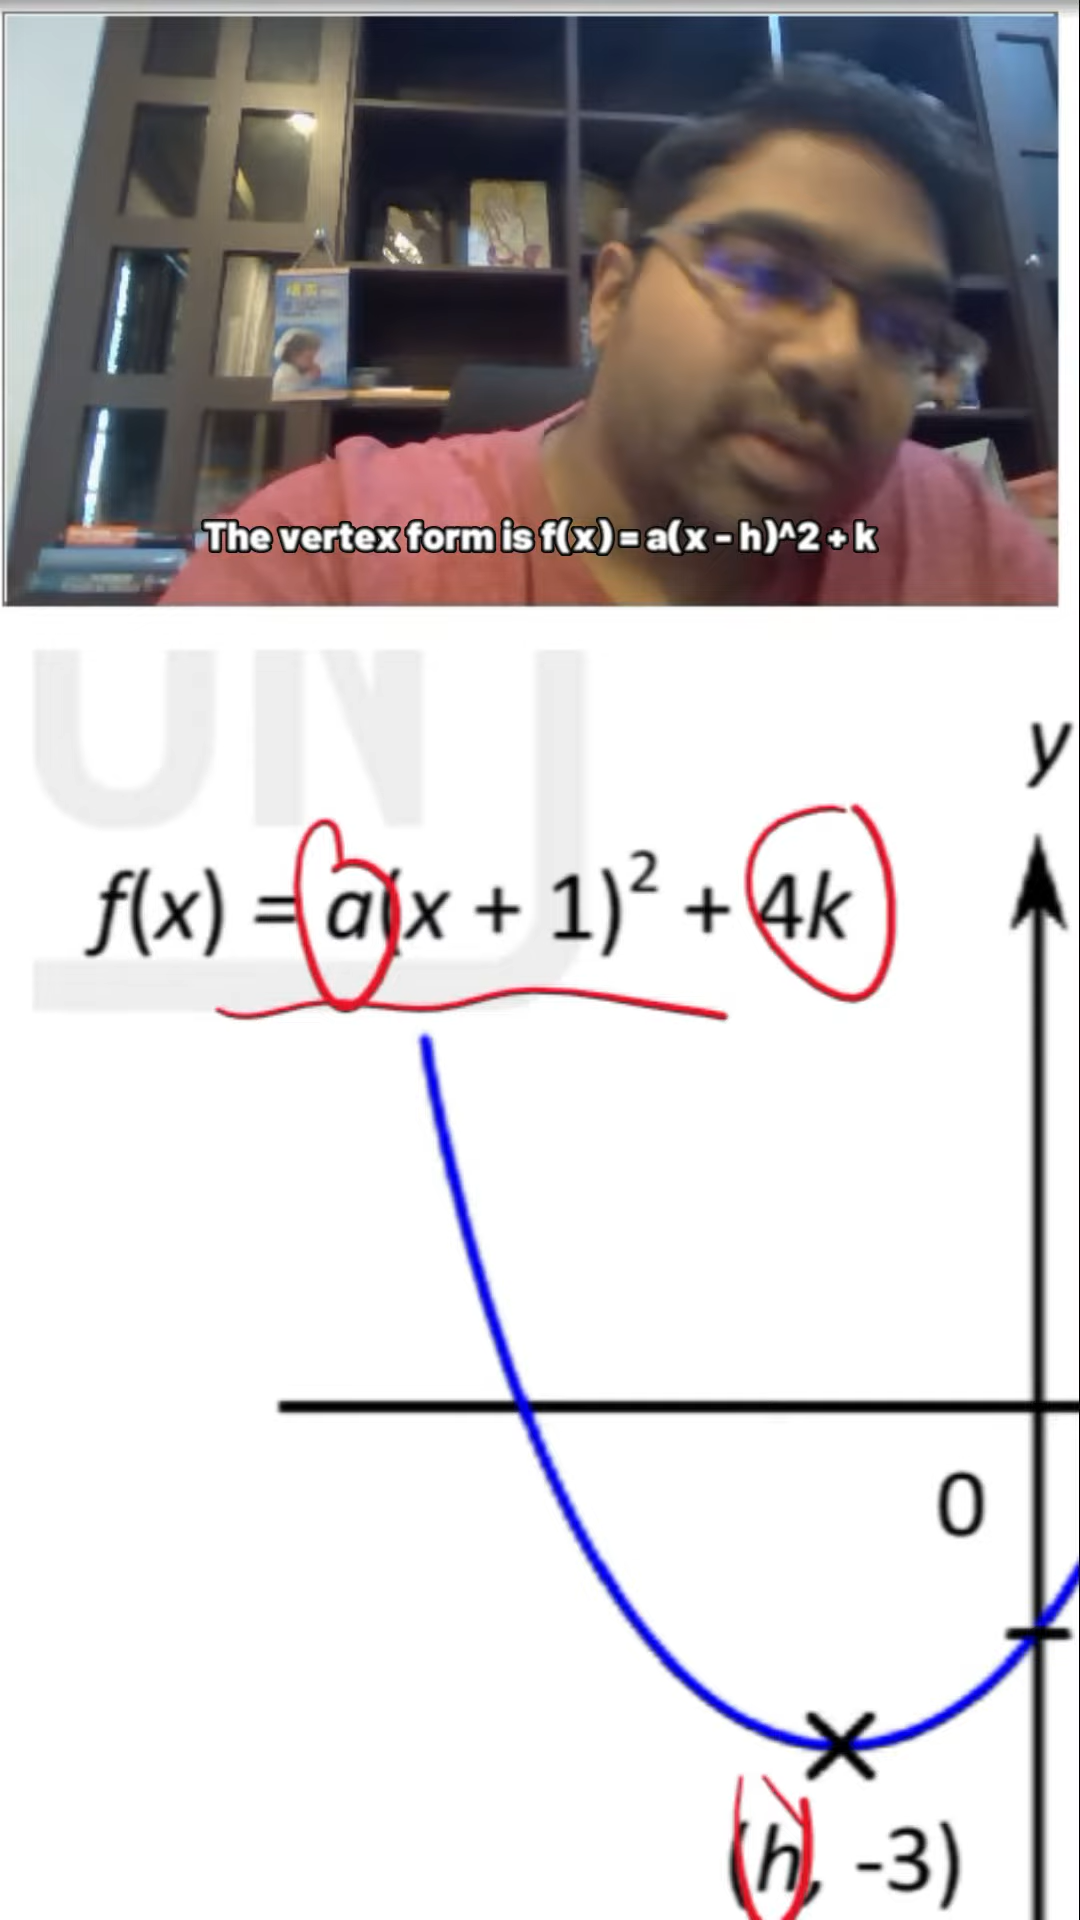 The vertex form is f(x) = a(x - h)^2 + k
y
f(x) = a(x + 1)² + 4k
0
(h, -3)